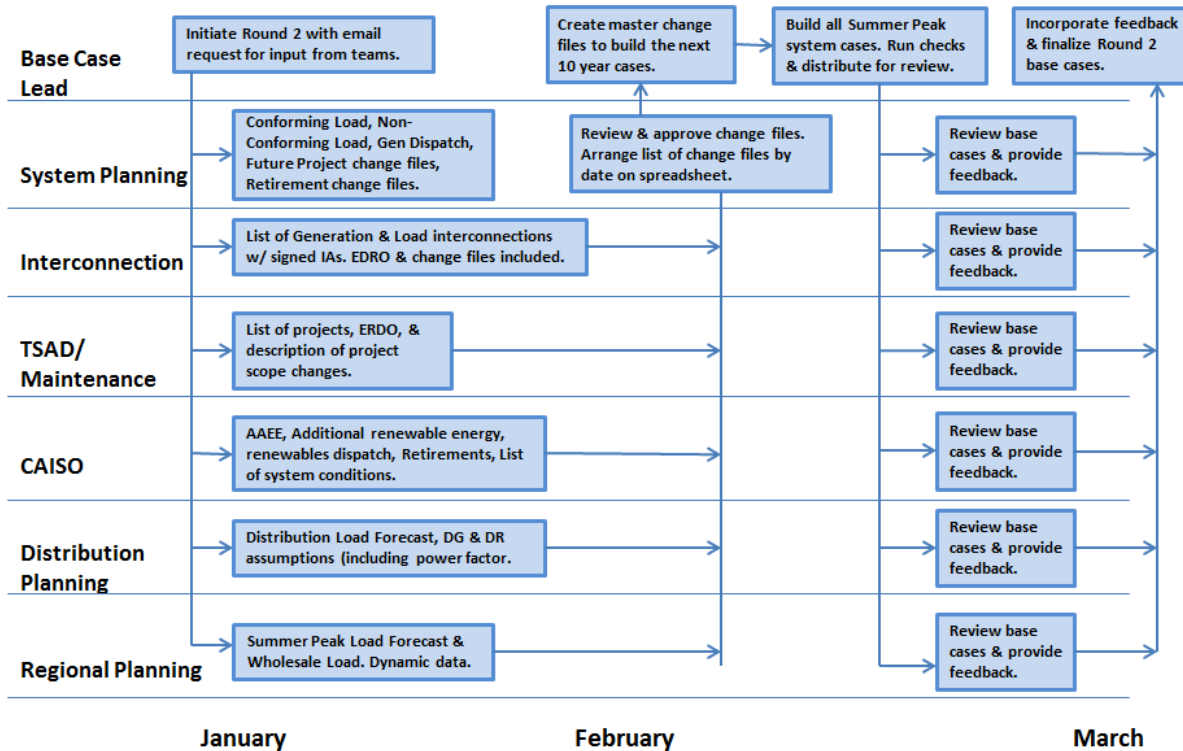 Base Case
Lead
Initiate Round 2 with email
request for input from teams.
Create master change
files to build the next
10 year cases.
Build all Summer Peak
system cases. Run checks
& distribute for review.
Incorporate feedback
& finalize Round 2
base cases.
System Planning
Conforming Load, Non-
Conforming Load, Gen Dispatch,
Future Project change files,
Retirement change files.
Review & approve change files.
Arrange list of change files by
date on spreadsheet.
Review base
cases & provide
feedback.
Interconnection
List of Generation & Load interconnections
w/ signed IAs. EDRO & change files included.
Review base
cases & provide
feedback.
TSAD/
Maintenance
List of projects, ERDO, &
description of project
scope changes.
Review base
cases & provide
feedback.
CAISO
AAEE, Additional renewable energy,
renewables dispatch, Retirements, List
of system conditions.
Review base
cases & provide
feedback.
Distribution
Planning
Distribution Load Forecast, DG & DR
assumptions (including power factor.
Review base
cases & provide
feedback.
Regional Planning
Summer Peak Load Forecast &
Wholesale Load. Dynamic data.
Review base
cases & provide
feedback.
January
February
March